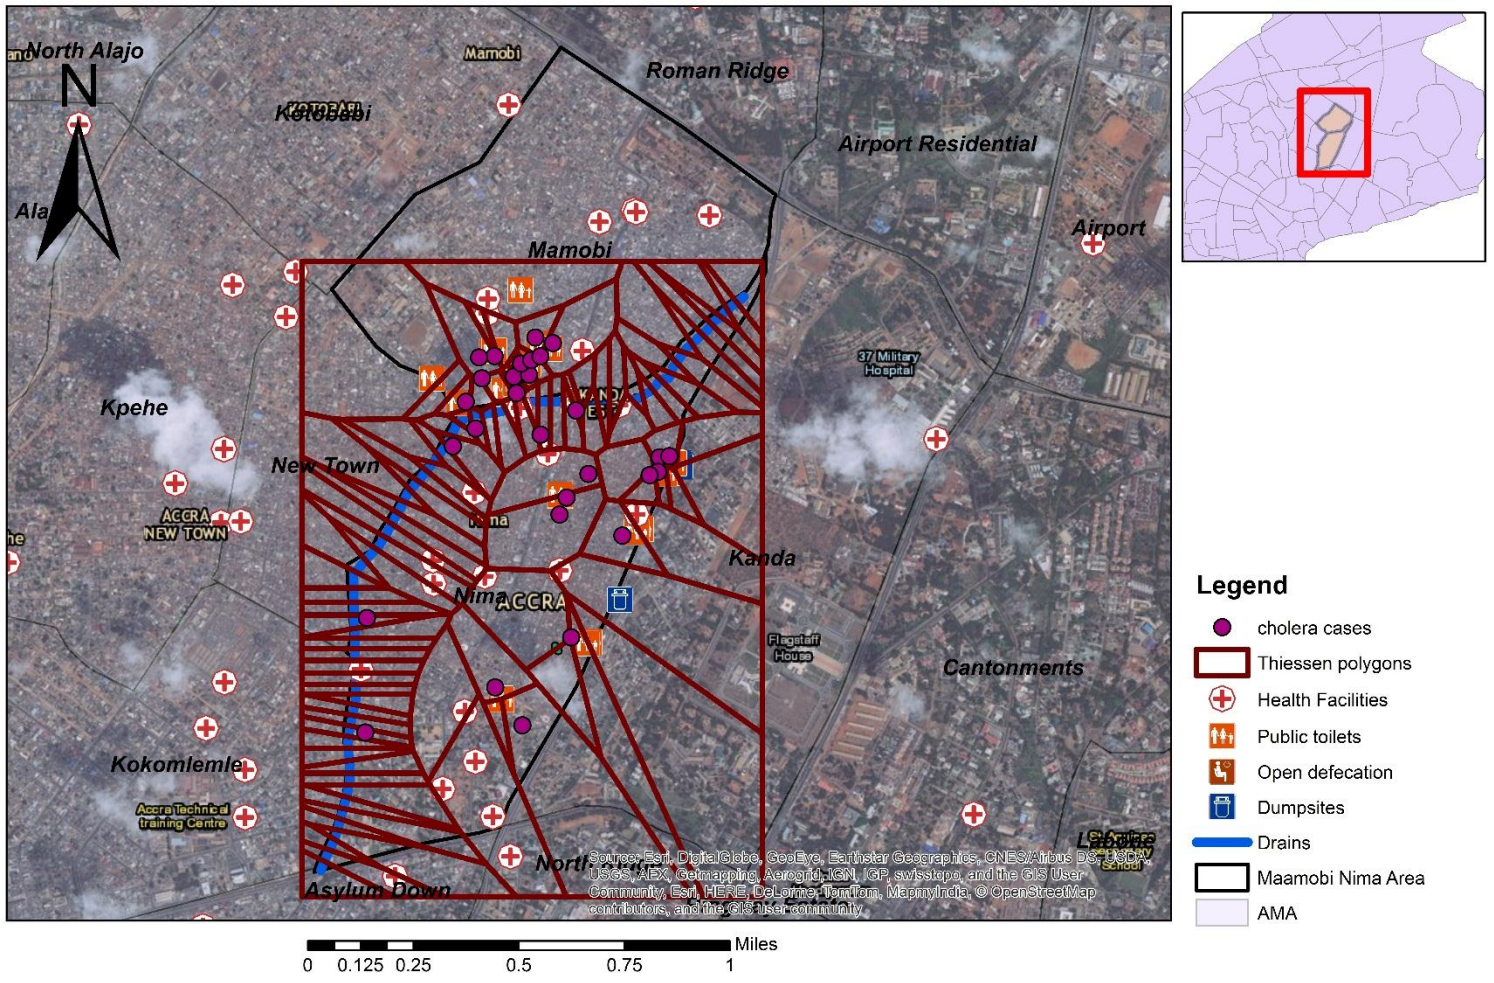 North Alajo
N
Mamobi
Roman Ridge
KOTOBABI
Kotobabi
Airport Residential
Ala
Airport
Mamobi
37 Military
Hospital
Kpehe
New Town
ACCRA
NEW TOWN
he
Nima
Kanda
Nima
ACCRA
Flagstaff
House
Cantonments
Kokomlemle
Accra Technical
training Centre
Asylum Down
Source: Esri, DigitalGlobe, GeoEye, Earthstar Geographics, CNES/Airbus DS, USDA,
USGS, AEX, Getmapping, Aerogrid, IGN, IGP, swisstopo, and the GIS User
Community, Esri, HERE, DeLorme, TomTom, MapmyIndia, © OpenStreetMap
contributors, and the GIS user community
School
Legend
cholera cases
Thiessen polygons
Health Facilities
Public toilets
Open defecation
Dumpsites
Drains
Maamobi Nima Area
AMA
Miles
0 0.125 0.25 0.5 0.75 1